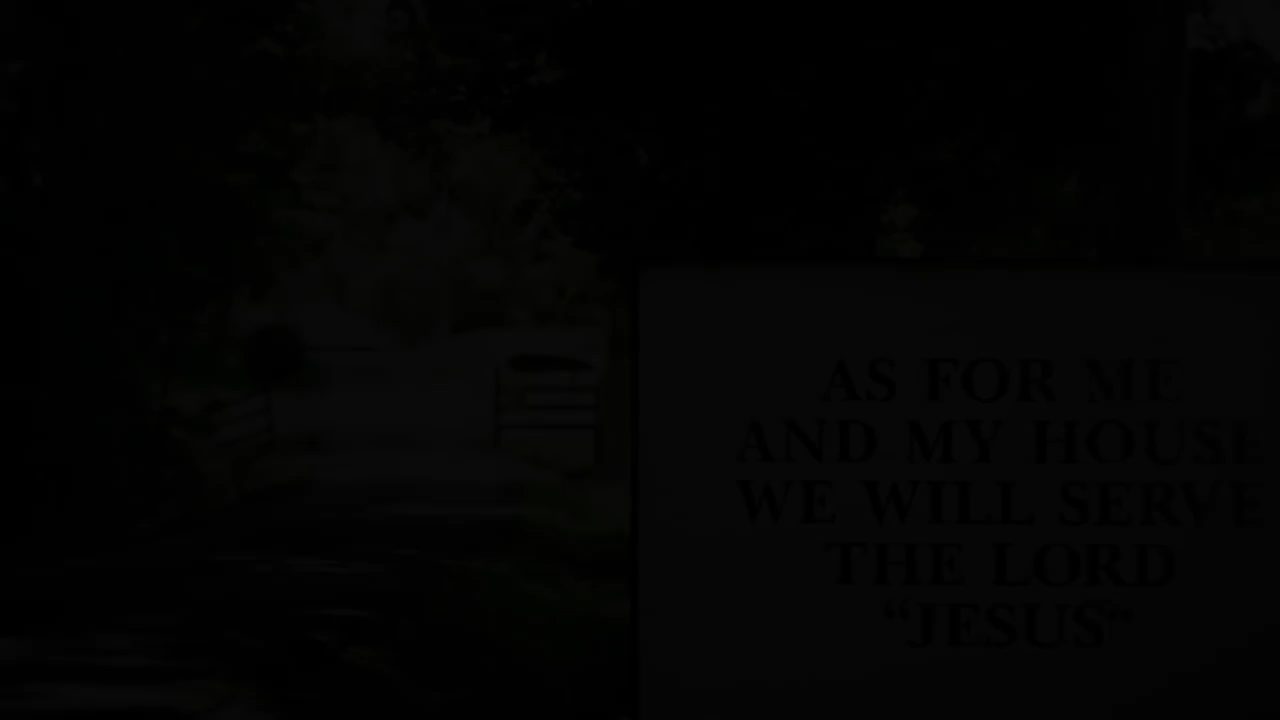 AS FOR ME
AND MY HOUSE
WE WILL SERVE
THE LORD
“JESUS“